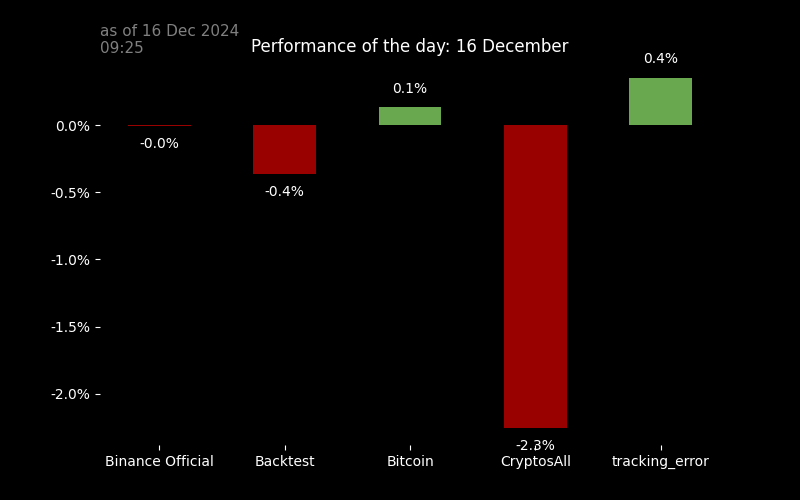 as of 16 Dec 2024
09:25
Performance of the day: 16 December
0.4%
0.1%
0.0%
-0.0%
-0.4%
-0.5%
-1.0%
-1.5%
-2.0%
-2.3%
Binance Official
Backtest
Bitcoin
CryptosAll
tracking_error